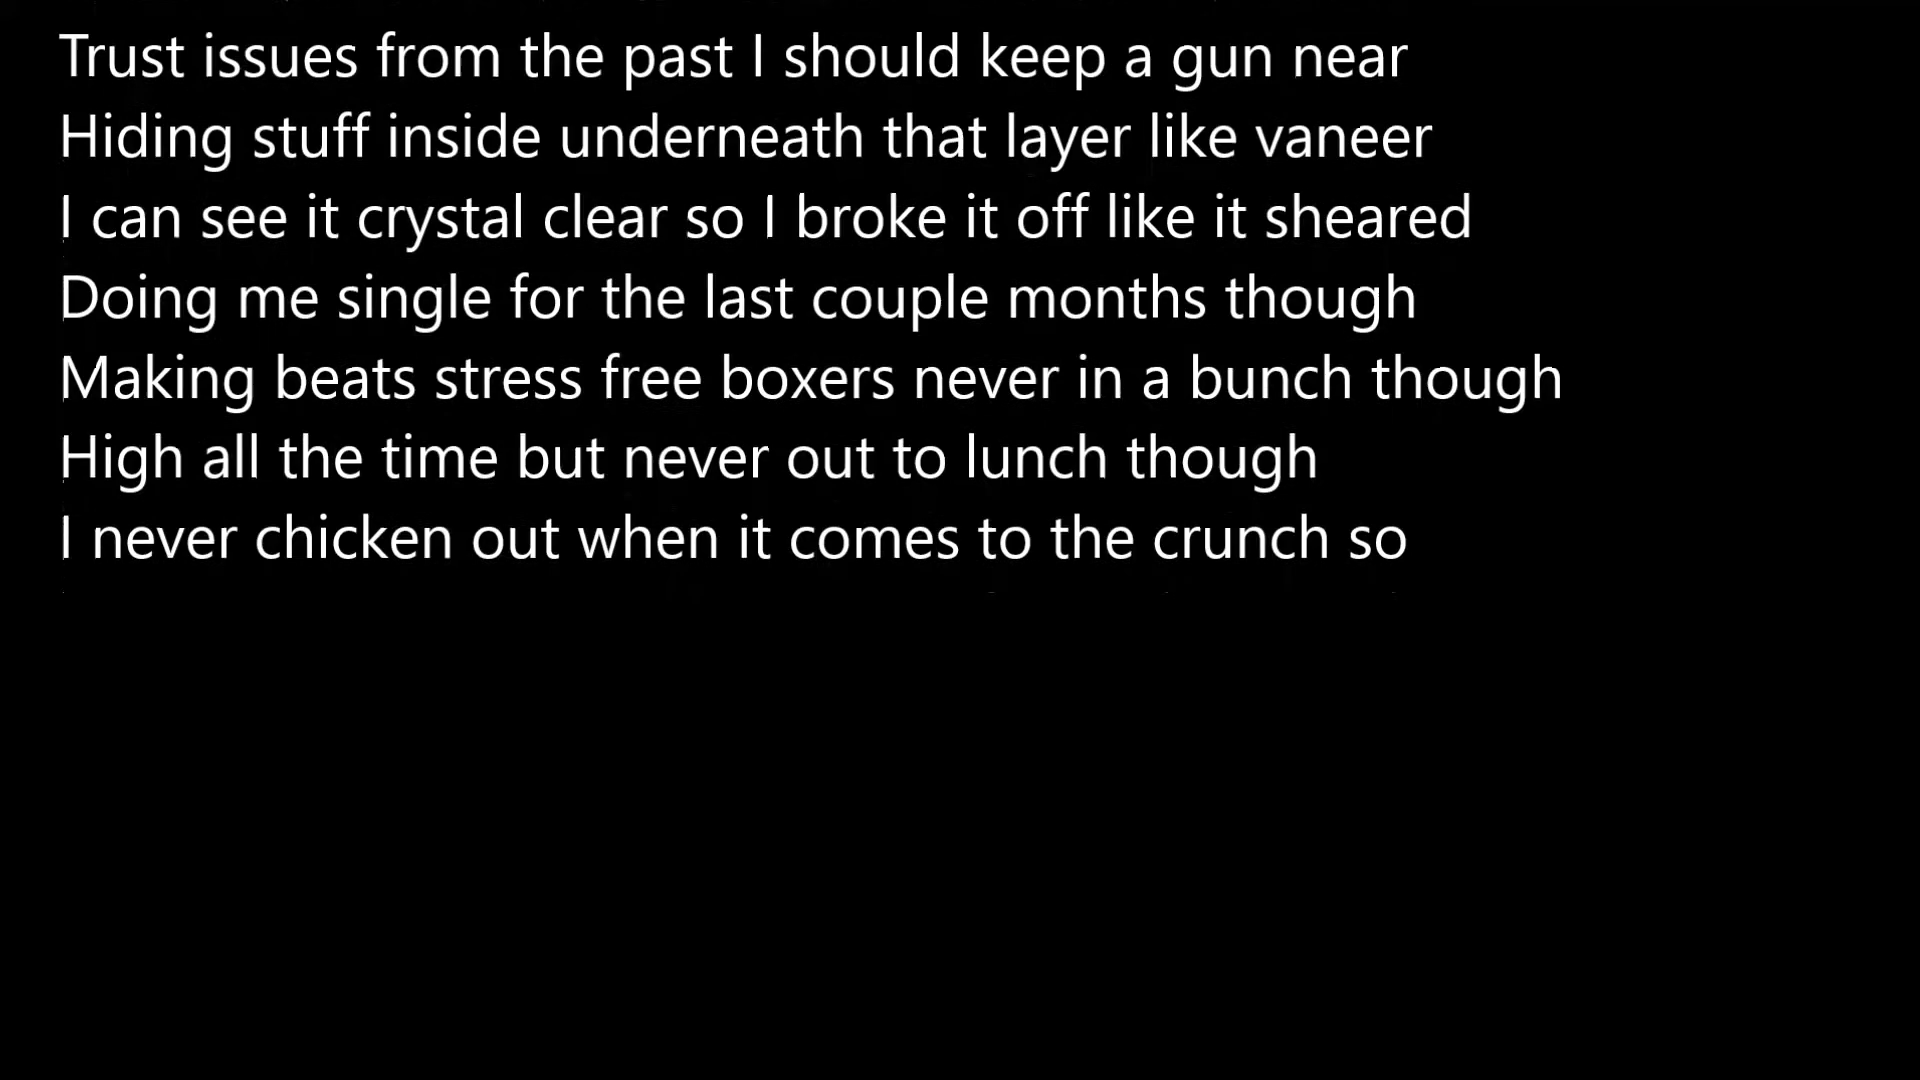 Trust issues from the past I should keep a gun near
Hiding stuff inside underneath that layer like vaneer
I can see it crystal clear so I broke it off like it sheared
Doing me single for the last couple months though
Making beats stress free boxers never in a bunch though
High all the time but never out to lunch though
I never chicken out when it comes to the crunch so